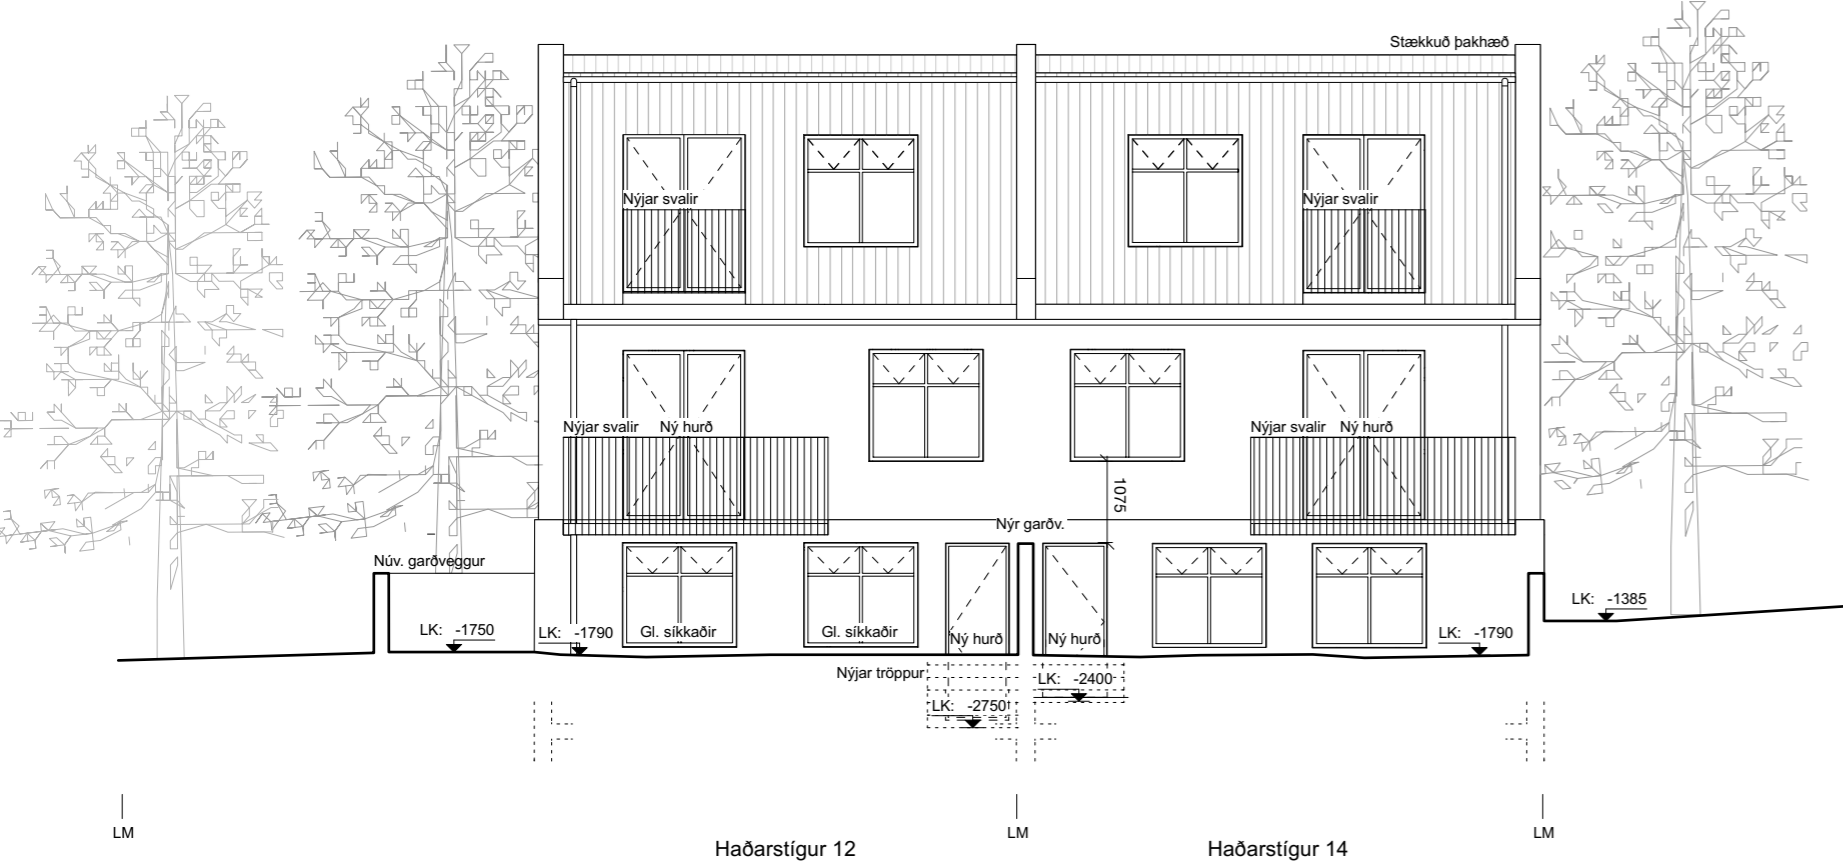 Stækkuð þakhæð
Nýjar svalir
Nýjar svalir
Nýjar svalir Ný hurð
Nýjar svalir Ný hurð
1075
Nýr garðv.
Núv. garðveggur
LK: -1385
LK: -1750
LK: -1790
Gl. síkkaðir
Gl. síkkaðir
Ný hurð
Ný hurð
LK: -1790
Nýjar tröppur
LK: -2400
LK: -2750
LM
LM
LM
Haðarstígur 12
Haðarstígur 14